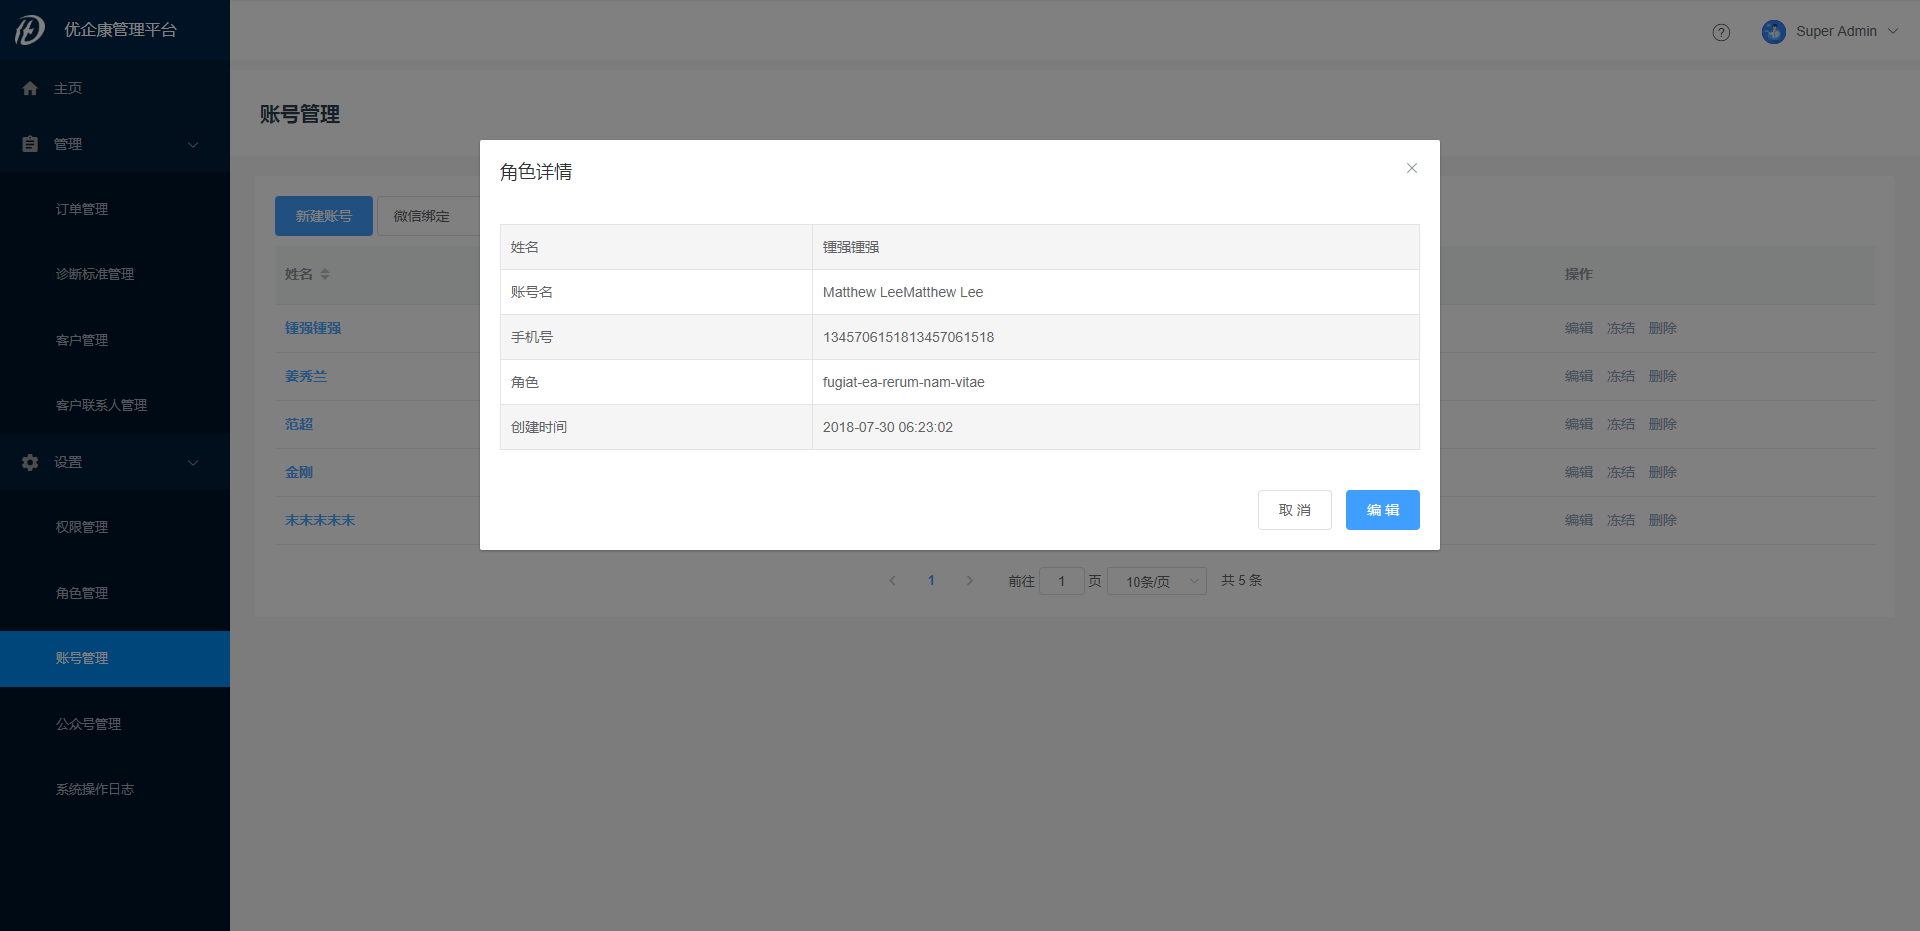 优企康管理平台
Super Admin
主页
管理
订单管理
诊断标准管理
客户管理
客户联系人管理
设置
权限管理
角色管理
账号管理
公众号管理
系统操作日志
账号管理
新建账号 微信绑定
姓名 操作
锺强锺强 编辑 冻结 删除
姜秀兰 编辑 冻结 删除
范超 编辑 冻结 删除
金刚 编辑 冻结 删除
末末末末末 编辑 冻结 删除
1 前往 1 页 10条/页 共 5 条
角色详情
姓名 锺强锺强
账号名 Matthew LeeMatthew Lee
手机号 1345706151813457061518
角色 fugiat-ea-rerum-nam-vitae
创建时间 2018-07-30 06:23:02
取 消 编 辑